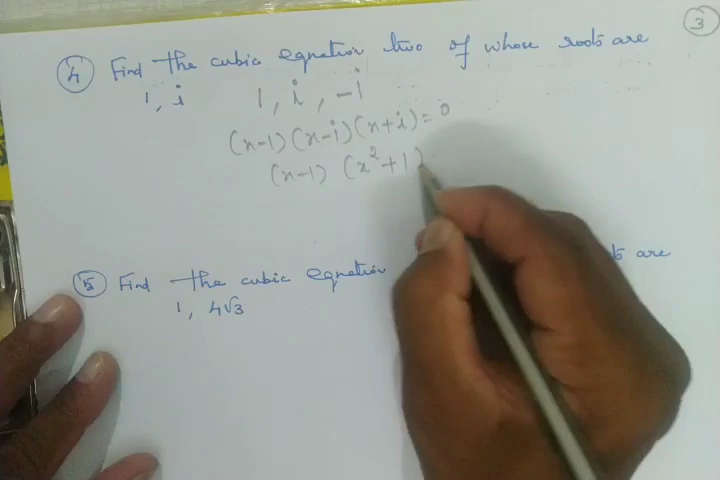 3
4 Find the cubic equation two of whose roots are
1, i 1, i, -i
(x-1)(x-i)(x+i)=0
(x-1) (x²+1)
5 Find the cubic equation are
1, 4√3